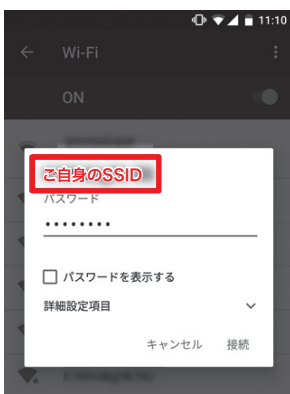 11:10
Wi-Fi
ON
ご自身のSSID
パスワード
••••••••
パスワードを表示する
詳細設定項目
キャンセル 接続